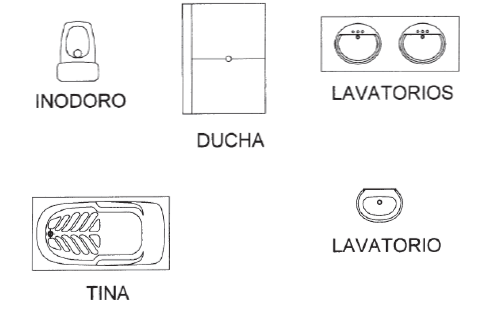 INODORO
DUCHA
LAVATORIOS
TINA
LAVATORIO